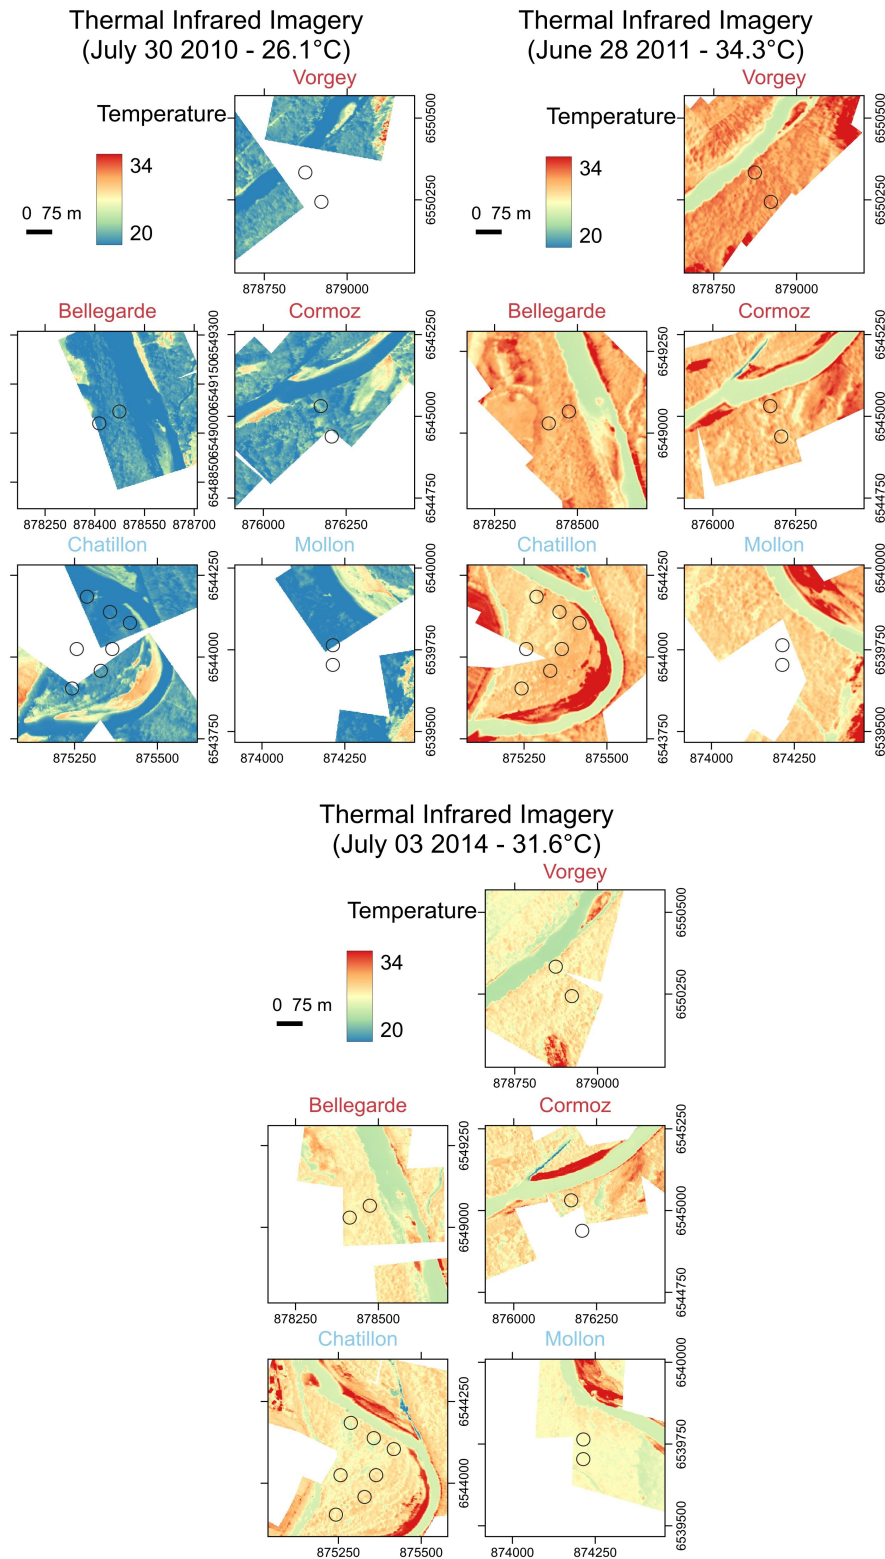 Thermal Infrared Imagery
(July 30 2010 - 26.1°C)
Vorgey
Temperature
34
20
0 75 m
6550500
6550250
878750 879000
Bellegarde
6549300
6549150
6549000
6548850
878250 878400 878550 878700
Cormoz
6545250
6545000
6544750
876000 876250
Chatillon
6544250
6544000
6543750
875250 875500
Mollon
6540000
6539750
6539500
874000 874250
Thermal Infrared Imagery
(June 28 2011 - 34.3°C)
Vorgey
Temperature
34
20
0 75 m
6550500
6550250
878750 879000
Bellegarde
6549250
6549000
878250 878500
Cormoz
6545250
6545000
6544750
876000 876250
Chatillon
6544250
6544000
6543750
875250 875500
Mollon
6540000
6539750
6539500
874000 874250
Thermal Infrared Imagery
(July 03 2014 - 31.6°C)
Vorgey
Temperature
34
20
0 75 m
6550500
6550250
878750 879000
Bellegarde
6549250
6549000
878250 878500
Cormoz
6545250
6545000
6544750
876000 876250
Chatillon
6544250
6544000
875250 875500
Mollon
6540000
6539750
6539500
874000 874250